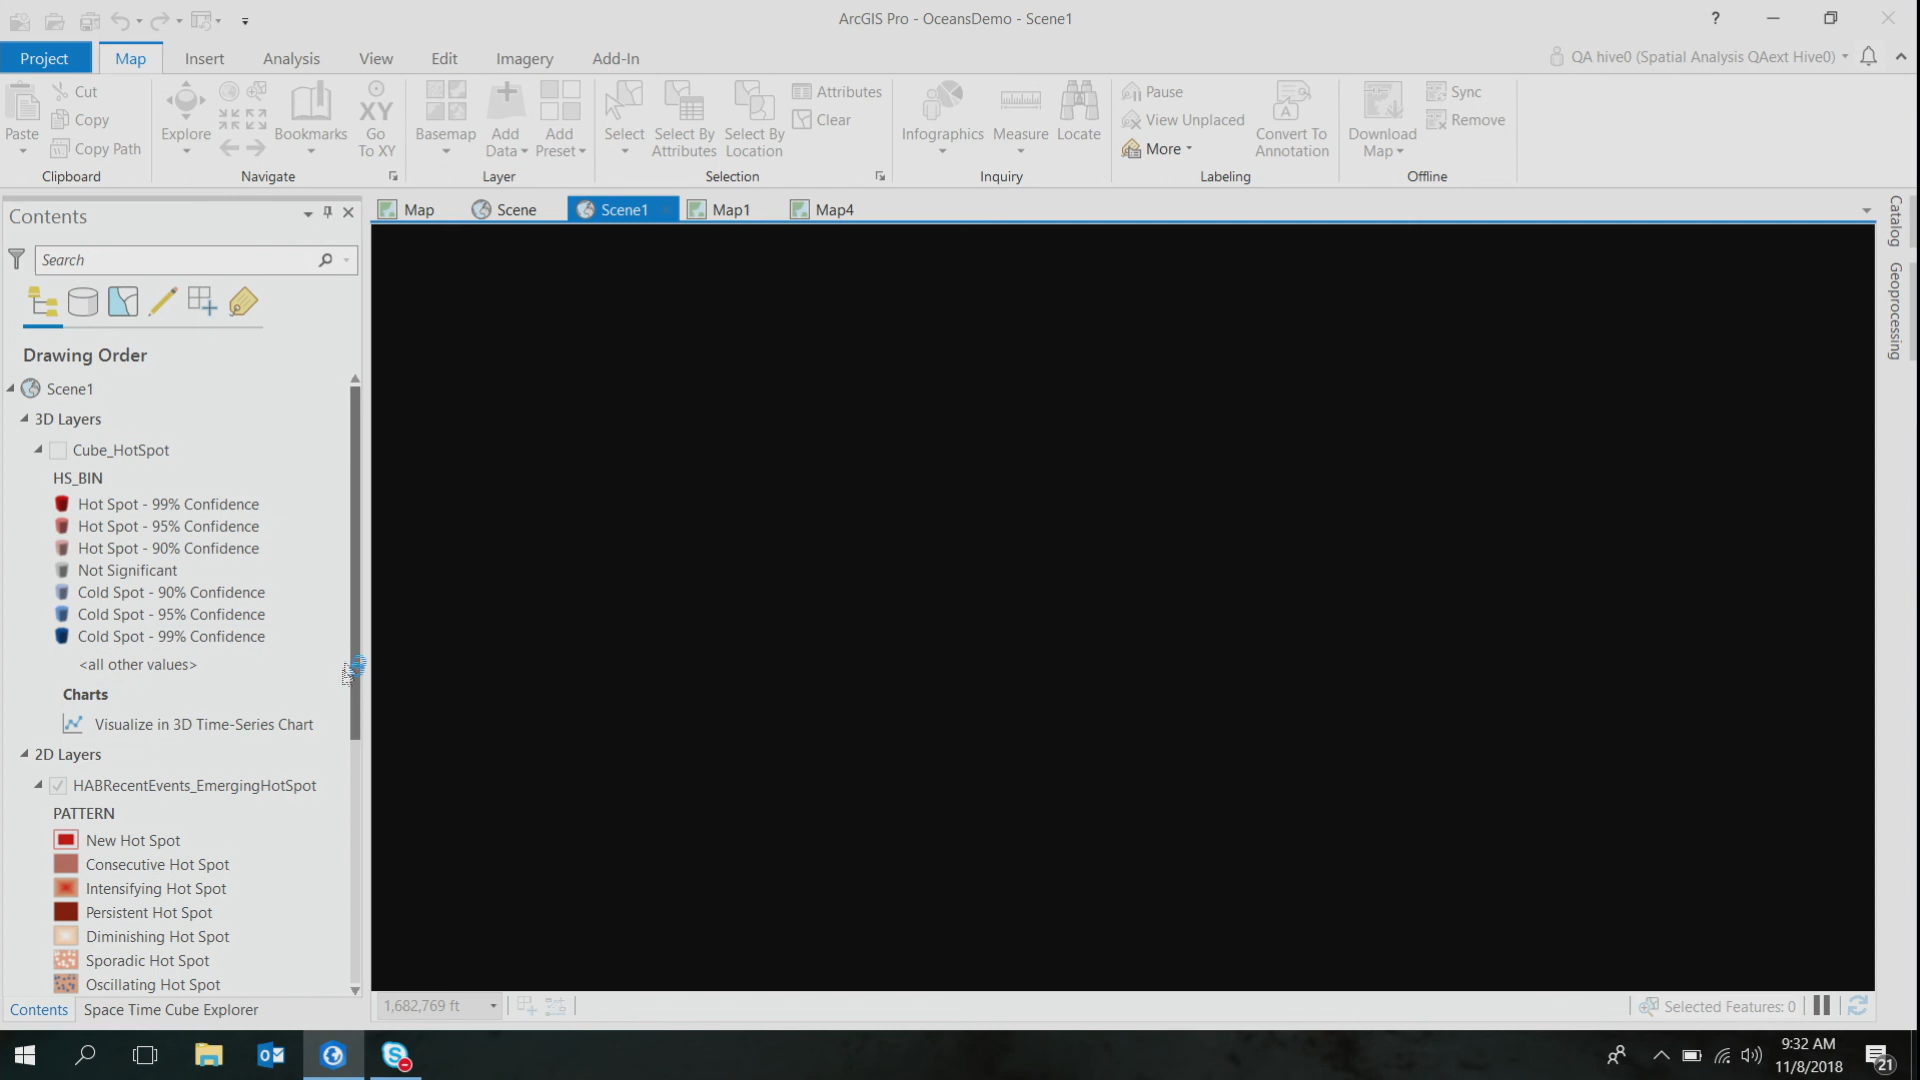 ArcGIS Pro - OceansDemo - Scene1
?
Project
Map
Insert
Analysis
View
Edit
Imagery
Add-In
QA hive0 (Spatial Analysis QAext Hive0)
Paste
Cut
Copy
Copy Path
Clipboard
Explore
Bookmarks
XY
Go
To XY
Navigate
Basemap
Add
Data
Add
Preset
Layer
Select
Select By
Attributes
Select By
Location
Attributes
Clear
Selection
Infographics
Measure
Locate
Inquiry
Pause
View Unplaced
More
Convert To
Annotation
Labeling
Download
Map
Sync
Remove
Offline
Contents
Search
Drawing Order
Scene1
3D Layers
Cube_HotSpot
HS_BIN
Hot Spot - 99% Confidence
Hot Spot - 95% Confidence
Hot Spot - 90% Confidence
Not Significant
Cold Spot - 90% Confidence
Cold Spot - 95% Confidence
Cold Spot - 99% Confidence
<all other values>
Charts
Visualize in 3D Time-Series Chart
2D Layers
HABRecentEvents_EmergingHotSpot
PATTERN
New Hot Spot
Consecutive Hot Spot
Intensifying Hot Spot
Persistent Hot Spot
Diminishing Hot Spot
Sporadic Hot Spot
Oscillating Hot Spot
Contents
Space Time Cube Explorer
Map
Scene
Scene1
Map1
Map4
Catalog
Geoprocessing
1,682,769 ft
Selected Features: 0
9:32 AM
11/8/2018
21